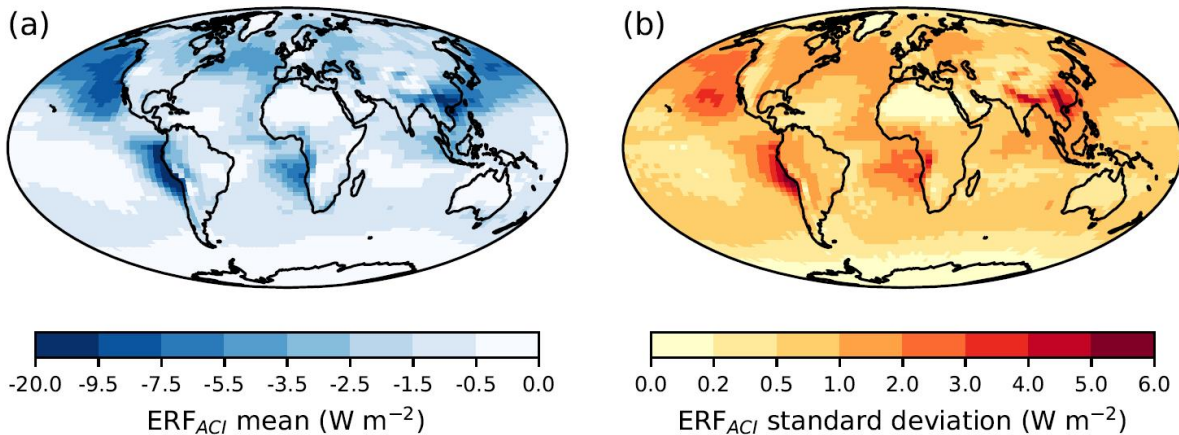 (a)
(b)
-20.0 -9.5 -7.5 -5.5 -3.5 -2.5 -1.5 -0.5 0.0
0.0 0.2 0.5 1.0 2.0 3.0 4.0 5.0 6.0
ERF_ACI mean (W m⁻²)
ERF_ACI standard deviation (W m⁻²)